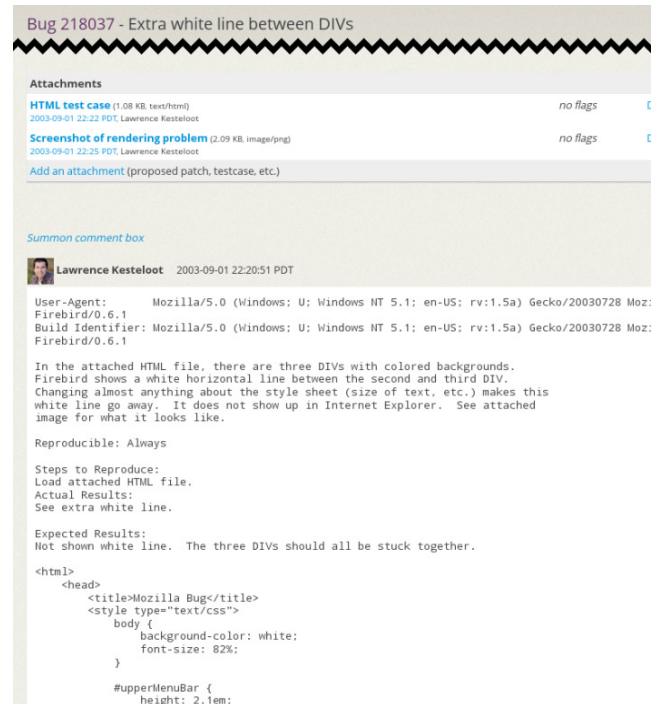 Bug 218037 - Extra white line between DIVs
Attachments
HTML test case (1.08 KB, text/html) no flags
2003-09-01 22:22 PDT, Lawrence Kesteloot
Screenshot of rendering problem (2.09 KB, image/png) no flags
2003-09-01 22:25 PDT, Lawrence Kesteloot
Add an attachment (proposed patch, testcase, etc.)
Summon comment box
Lawrence Kesteloot 2003-09-01 22:20:51 PDT
User-Agent: Mozilla/5.0 (Windows; U; Windows NT 5.1; en-US; rv:1.5a) Gecko/20030728 Moz
Firebird/0.6.1
Build Identifier: Mozilla/5.0 (Windows; U; Windows NT 5.1; en-US; rv:1.5a) Gecko/20030728 Moz
Firebird/0.6.1
In the attached HTML file, there are three DIVs with colored backgrounds.
Firebird shows a white horizontal line between the second and third DIV.
Changing almost anything about the style sheet (size of text, etc.) makes this
white line go away.  It does not show up in Internet Explorer.  See attached
image for what it looks like.
Reproducible: Always
Steps to Reproduce:
Load attached HTML file.
Actual Results:
See extra white line.
Expected Results:
Not shown white line.  The three DIVs should all be stuck together.
<html>
<head>
<title>Mozilla Bug</title>
<style type="text/css">
body {
background-color: white;
font-size: 82%;
}
#upperMenuBar {
height: 2.1em;